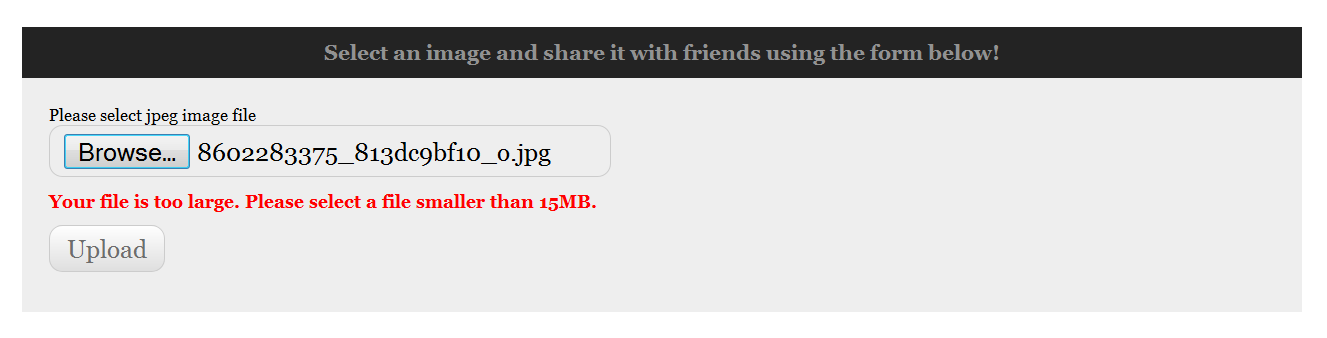 Select an image and share it with friends using the form below!
Please select jpeg image file
Browse... 8602283375_813dc9bf10_o.jpg
Your file is too large. Please select a file smaller than 15MB.
Upload